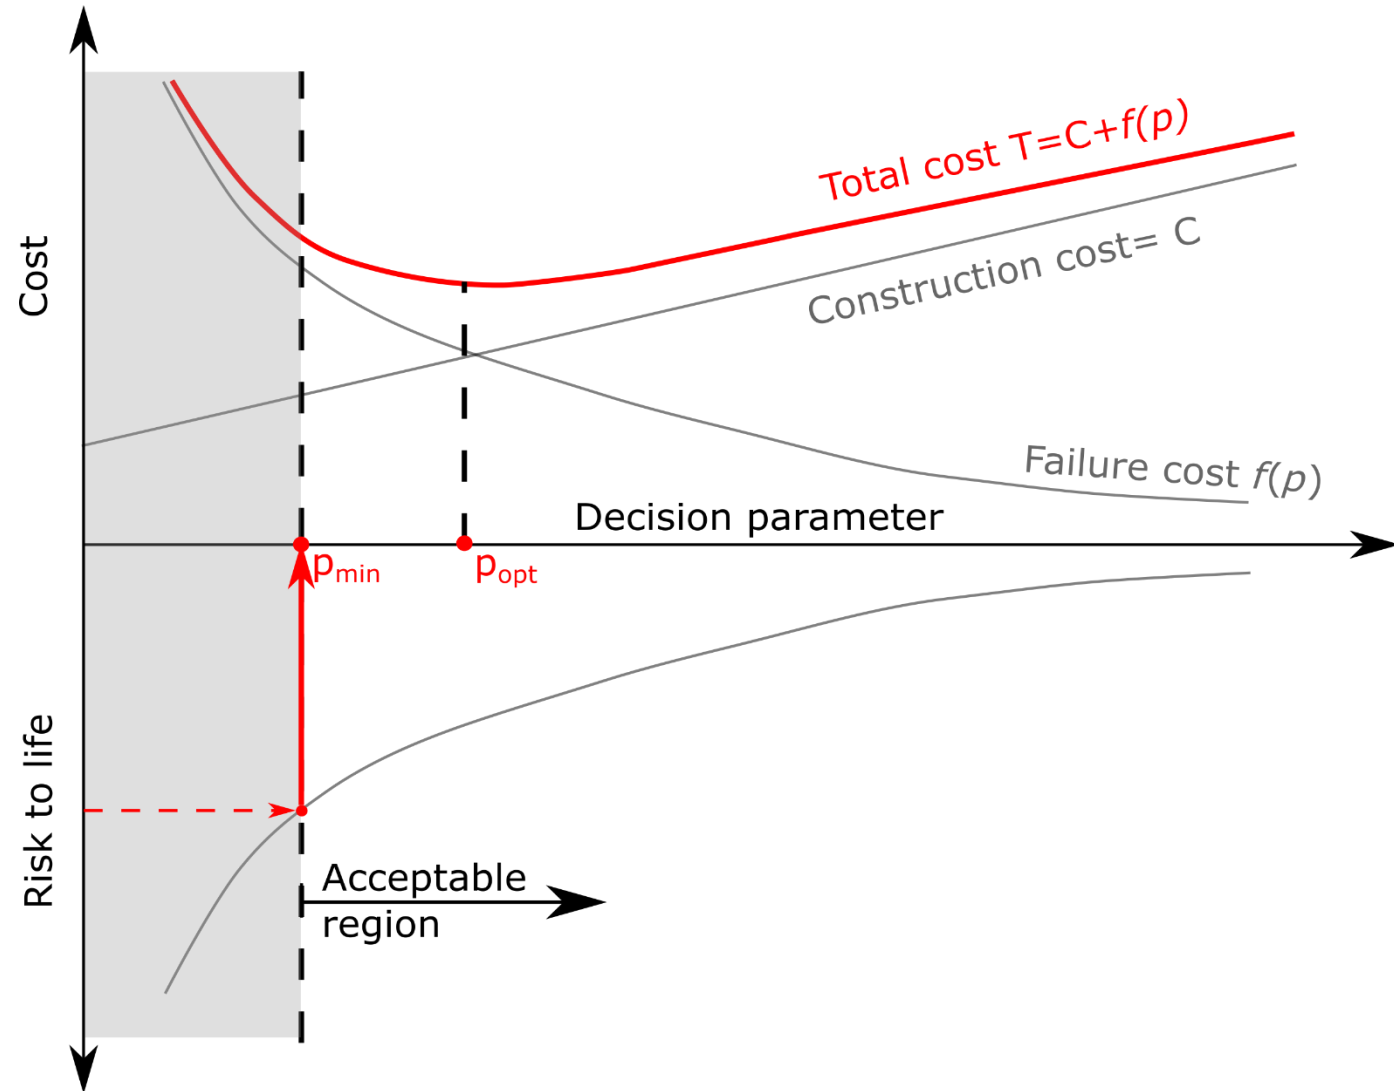 Total cost T=C+f(p)
Cost
Construction cost= C
Failure cost f(p)
Decision parameter
pmin
popt
Risk to life
Acceptable
region